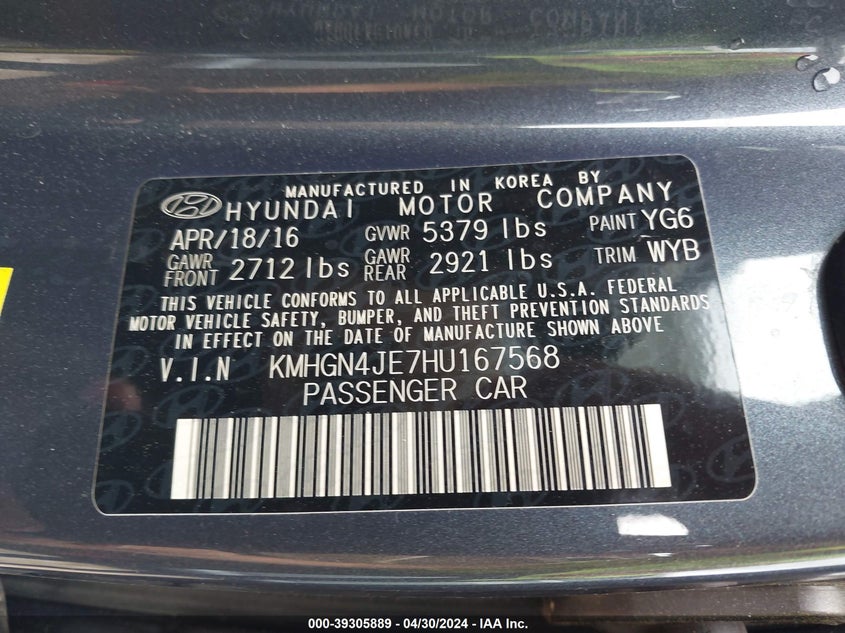 MANUFACTURED IN KOREA BY
HYUNDAI MOTOR COMPANY
APR/18/16 GVWR 5379 lbs PAINT YG6
GAWR FRONT 2712 lbs GAWR REAR 2921 lbs TRIM WYB
THIS VEHICLE CONFORMS TO ALL APPLICABLE U.S.A. FEDERAL
MOTOR VEHICLE SAFETY, BUMPER, AND THEFT PREVENTION STANDARDS
IN EFFECT ON THE DATE OF MANUFACTURE SHOWN ABOVE
V.I.N KMHGN4JE7HU167568
PASSENGER CAR
000-39305889 - 04/30/2024 - IAA Inc.